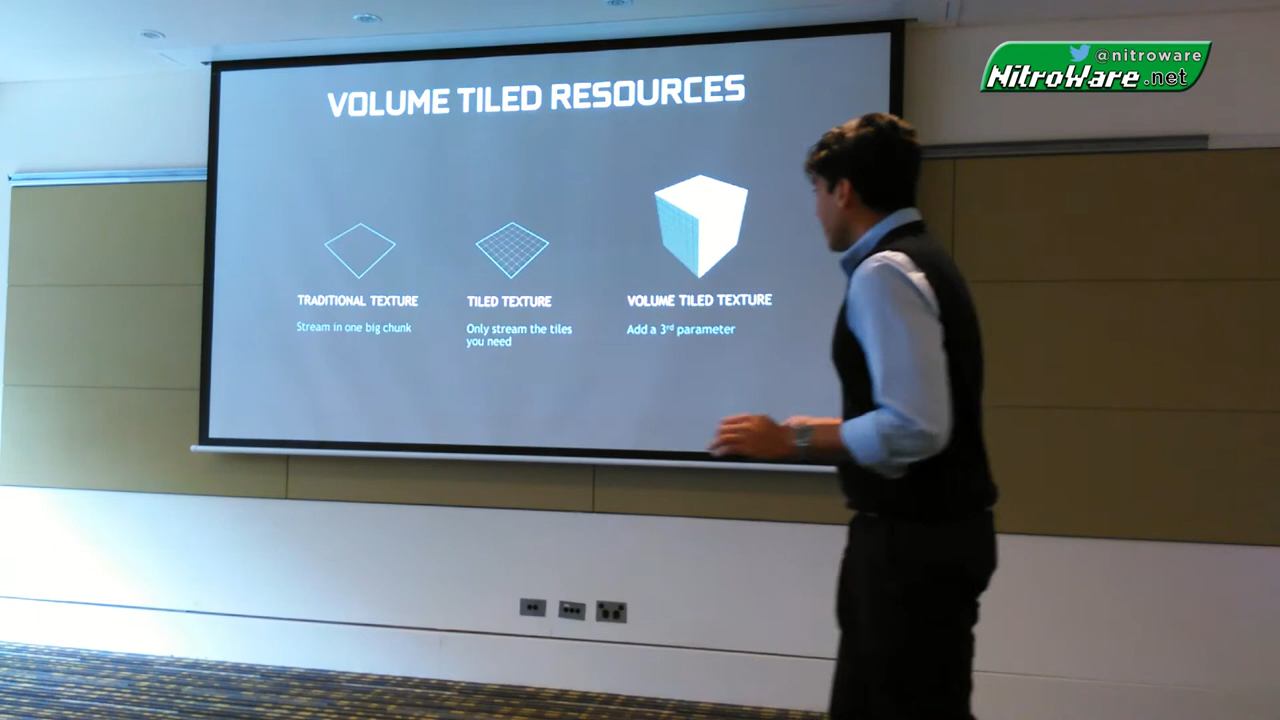 @nitroware
NitroWare.net
VOLUME TILED RESOURCES
TRADITIONAL TEXTURE
Stream in one big chunk
TILED TEXTURE
Only stream the tiles
you need
VOLUME TILED TEXTURE
Add a 3rd parameter